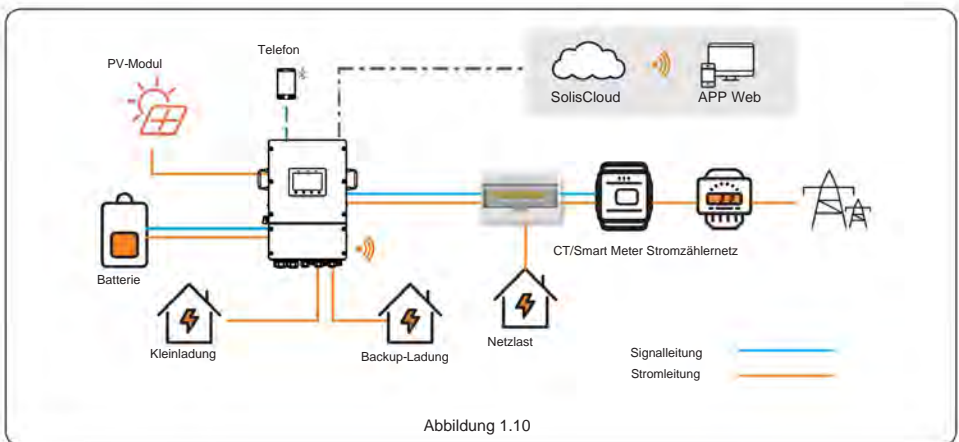 Telefon
PV-Modul
SolisCloud
APP Web
CT/Smart Meter Stromzählernetz
Batterie
Kleinladung
Backup-Ladung
Netzlast
Signalleitung
Stromleitung
Abbildung 1.10